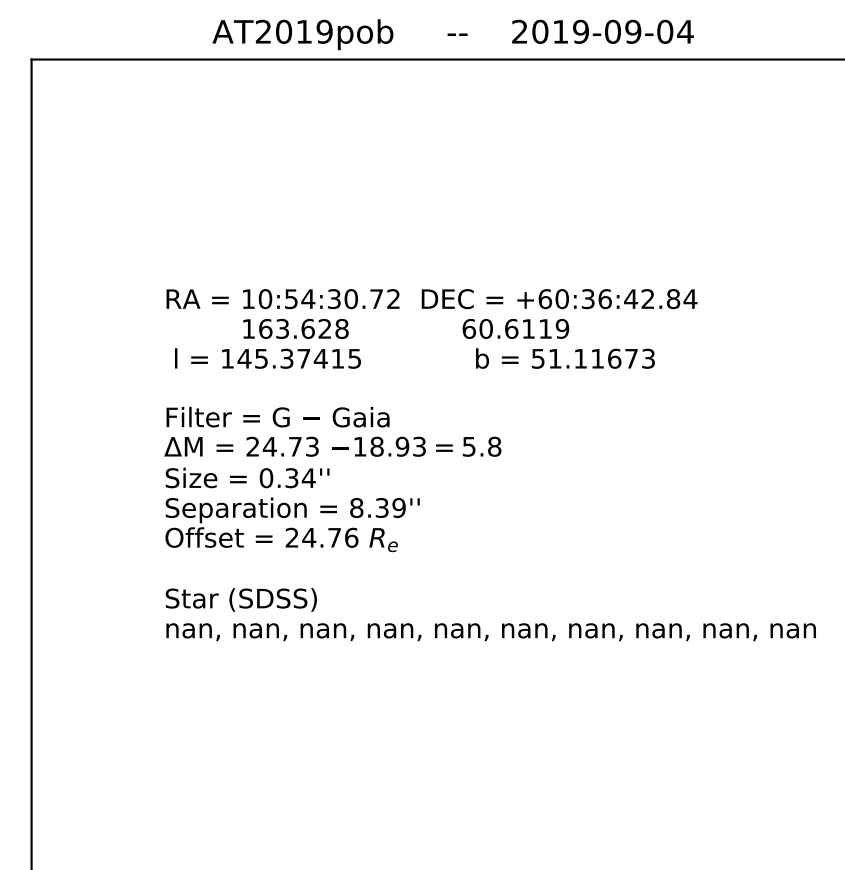 AT2019pob -- 2019-09-04
RA = 10:54:30.72 DEC = +60:36:42.84
163.628 60.6119
l = 145.37415 b = 51.11673
Filter = G − Gaia
ΔM = 24.73 −18.93 = 5.8
Size = 0.34''
Separation = 8.39''
Offset = 24.76 Rₑ
Star (SDSS)
nan, nan, nan, nan, nan, nan, nan, nan, nan, nan